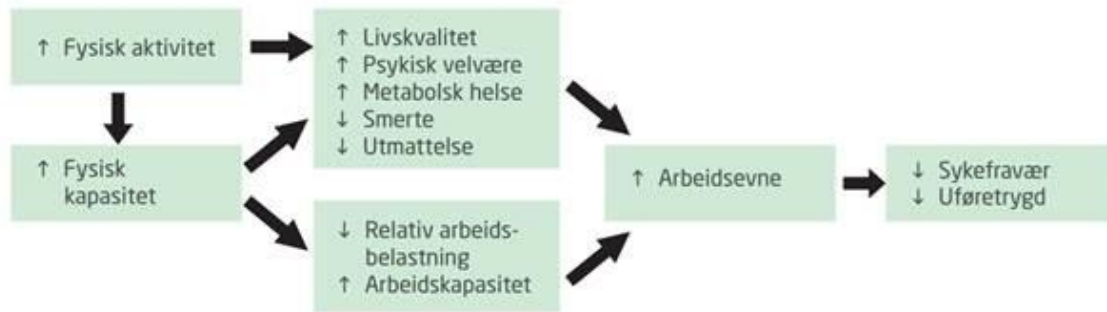 ↑ Fysisk aktivitet
↑ Fysisk
kapasitet
↑ Livskvalitet
↑ Psykisk velvære
↑ Metabolsk helse
↓ Smerte
↓ Utmattelse
↓ Relativ arbeids-
belastning
↑ Arbeidskapasitet
↑ Arbeidsevne
↓ Sykefravær
↓ Uføretrygd